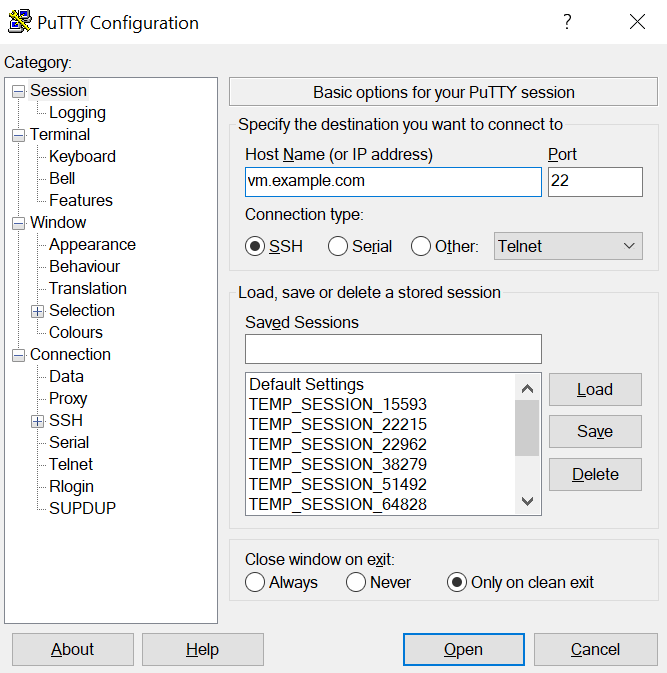 PuTTY Configuration
?
Category:
Session
Logging
Terminal
Keyboard
Bell
Features
Window
Appearance
Behaviour
Translation
Selection
Colours
Connection
Data
Proxy
SSH
Serial
Telnet
Rlogin
SUPDUP
Basic options for your PuTTY session
Specify the destination you want to connect to
Host Name (or IP address) Port
vm.example.com 22
Connection type:
SSH Serial Other: Telnet
Load, save or delete a stored session
Saved Sessions
Default Settings
TEMP_SESSION_15593
TEMP_SESSION_22215
TEMP_SESSION_22962
TEMP_SESSION_38279
TEMP_SESSION_51492
TEMP_SESSION_64828
Load
Save
Delete
Close window on exit:
Always Never Only on clean exit
About Help Open Cancel